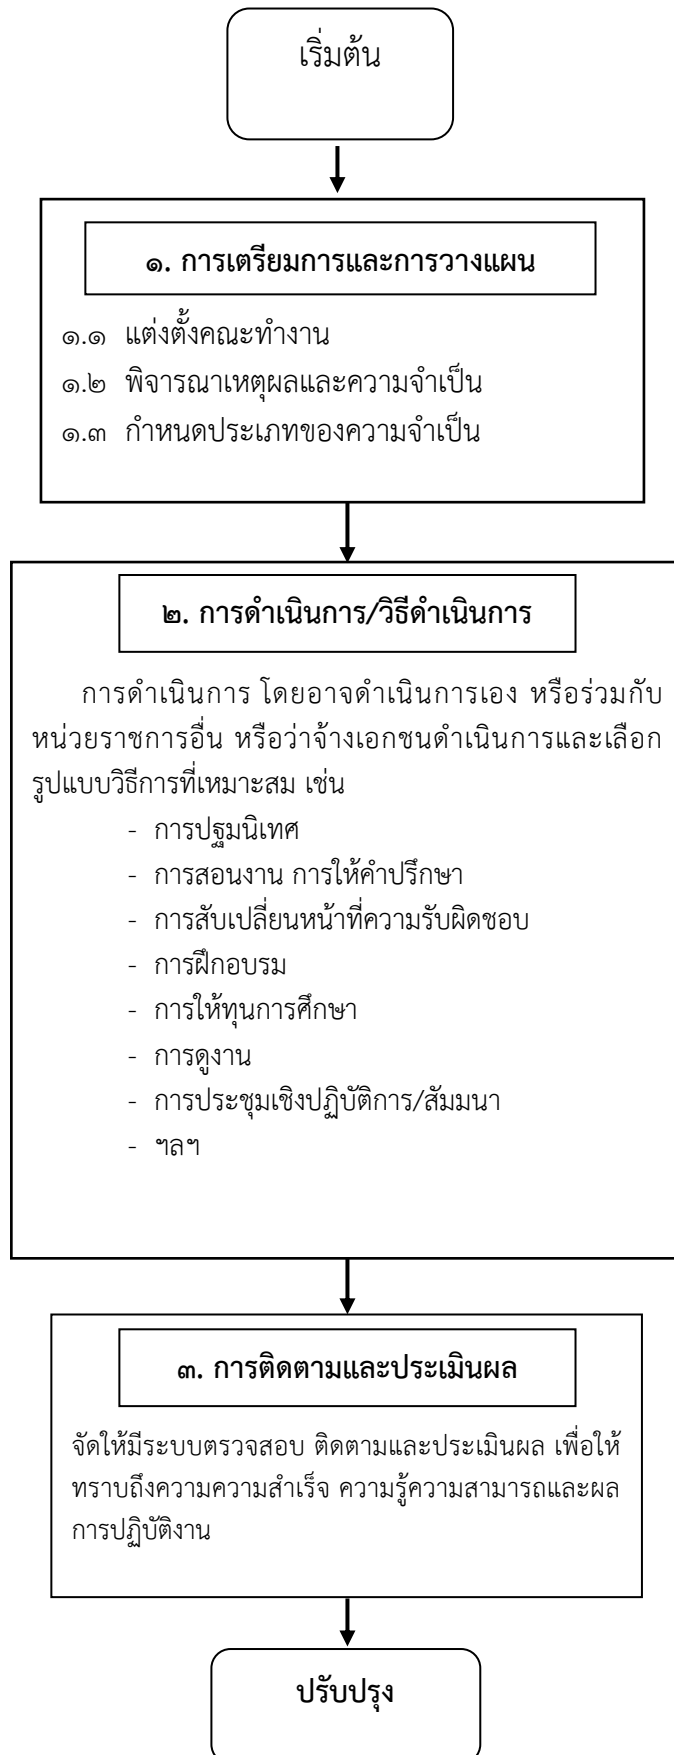 เริ่มต้น
๑. การเตรียมการและการวางแผน
๑.๑ แต่งตั้งคณะทำงาน
๑.๒ พิจารณาเหตุผลและความจำเป็น
๑.๓ กำหนดประเภทของความจำเป็น
๒. การดำเนินการ/วิธีดำเนินการ
การดำเนินการ โดยอาจดำเนินการเอง หรือร่วมกับ
หน่วยราชการอื่น หรือว่าจ้างเอกชนดำเนินการและเลือก
รูปแบบวิธีการที่เหมาะสม เช่น
- การปฐมนิเทศ
- การสอนงาน การให้คำปรึกษา
- การสับเปลี่ยนหน้าที่ความรับผิดชอบ
- การฝึกอบรม
- การให้ทุนการศึกษา
- การดูงาน
- การประชุมเชิงปฏิบัติการ/สัมมนา
- ฯลฯ
๓. การติดตามและประเมินผล
จัดให้มีระบบตรวจสอบ ติดตามและประเมินผล เพื่อให้
ทราบถึงความความสำเร็จ ความรู้ความสามารถและผล
การปฏิบัติงาน
ปรับปรุง